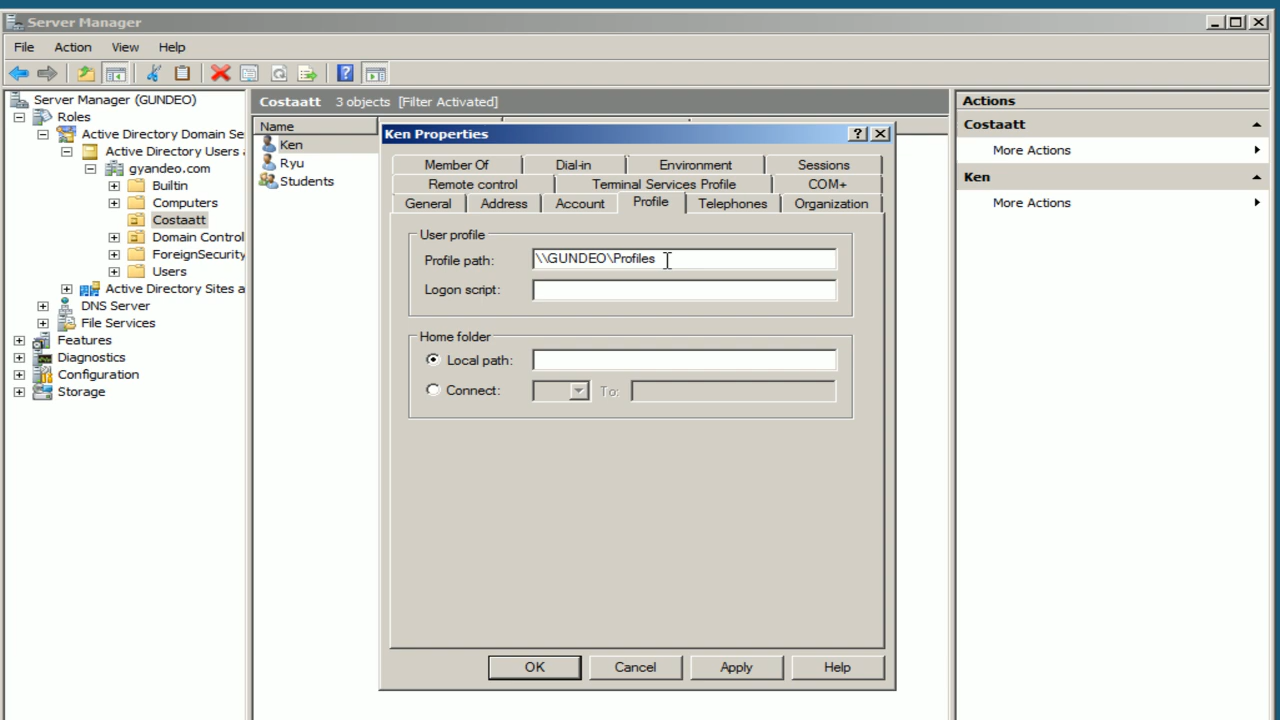 Server Manager
File Action View Help
Server Manager (GUNDEO)
Roles
Active Directory Domain Se
Active Directory Users
gyandeo.com
Builtin
Computers
Costaatt
Domain Control
ForeignSecurity
Users
Active Directory Sites a
DNS Server
File Services
Features
Diagnostics
Configuration
Storage
Costaatt 3 objects [Filter Activated]
Name
Ken
Ryu
Students
Ken Properties
Member Of Dial-in Environment Sessions
Remote control Terminal Services Profile COM+
General Address Account Profile Telephones Organization
User profile
Profile path: \\GUNDEO\Profiles
Logon script:
Home folder
Local path:
Connect: To:
OK Cancel Apply Help
Actions
Costaatt
More Actions
Ken
More Actions